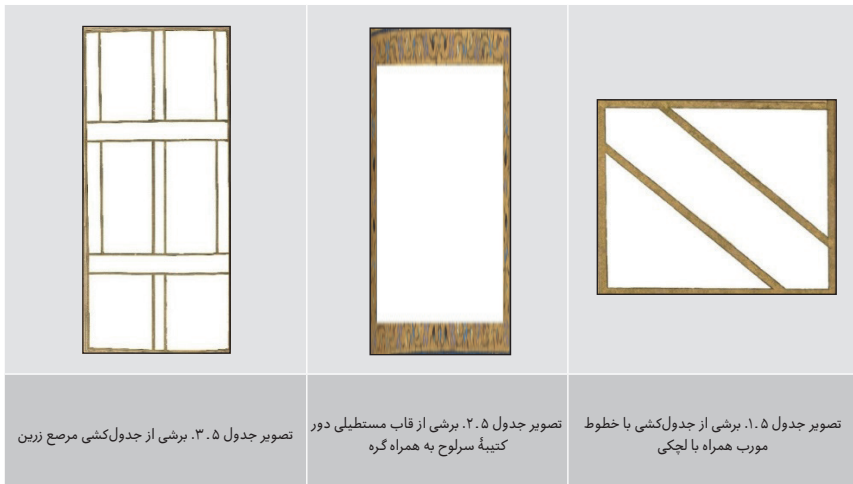 تصویر جدول ۵ .۱. برشی از جدول‌کشی با خطوط
مورب همراه با لچکی
تصویر جدول ۵ .۲. برشی از قاب مستطیلی دور
کتیبۀ سرلوح به همراه گره
تصویر جدول ۵ .۳. برشی از جدول‌کشی مرصع زرین